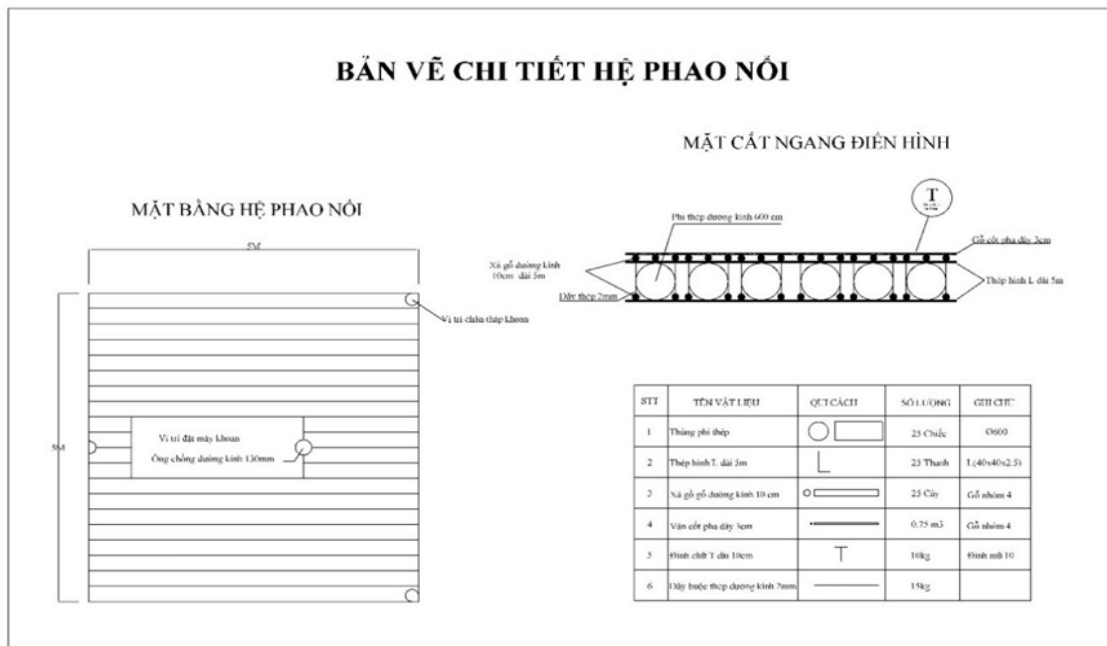 BẢN VẼ CHI TIẾT HỆ PHAO NỔI
MẶT CẮT NGANG ĐIỂN HÌNH
MẶT BẰNG HỆ PHAO NỔI
T
Phi thép đường kính 600 cm
Gỗ cốt pha dày 3cm
5M
Xà gồ đường kính
10cm dài 5m
Thép hình L dài 5m
Dây thép 2mm
Vị trí chân tháp khoan
5M
Vị trí đặt máy khoan
Ống chống đường kính 130mm
STT TÊN VẬT LIỆU QUI CÁCH SỐ LƯỢNG GHI CHÚ
1 Thùng phi thép 25 Chiếc Ø600
2 Thép hình L dài 5m 25 Thanh L(40x40x2.5)
3 Xà gồ gỗ đường kính 10 cm 25 Cây Gỗ nhóm 4
4 Ván cốt pha dày 3cm 0.75 m3 Gỗ nhóm 4
5 Đinh chữ T dài 10cm T 10kg Đinh mũ 10
6 Dây buộc thép đường kính 2mm 15kg